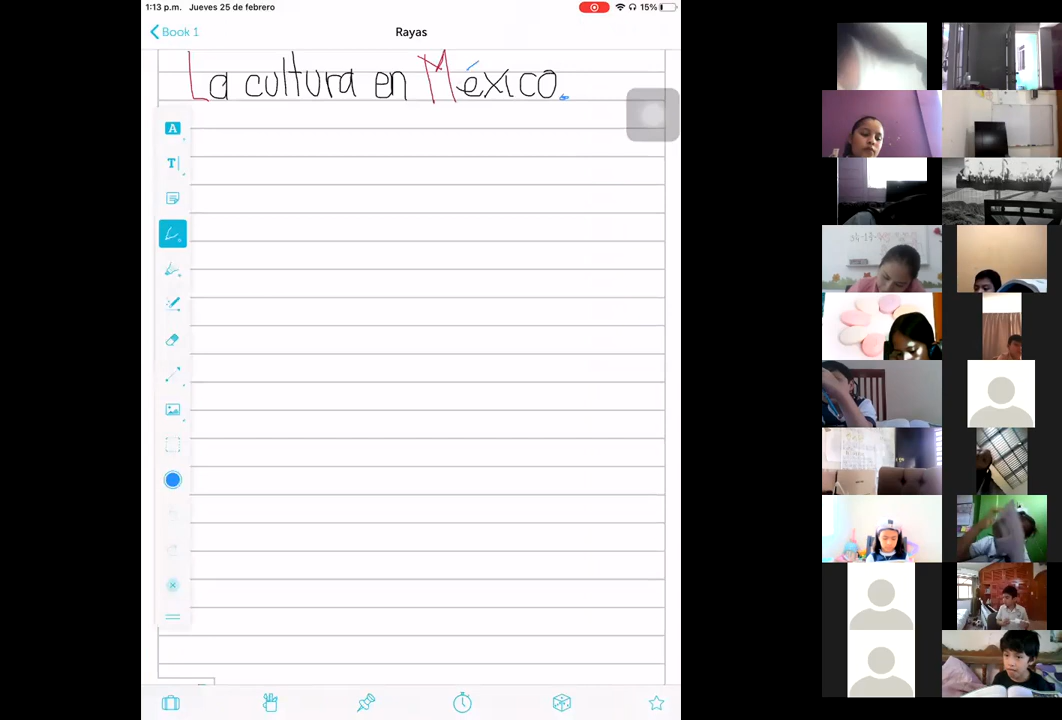 1:13 p.m. Jueves 25 de febrero 15%
Book 1 Rayas
La cultura en México.
A
T